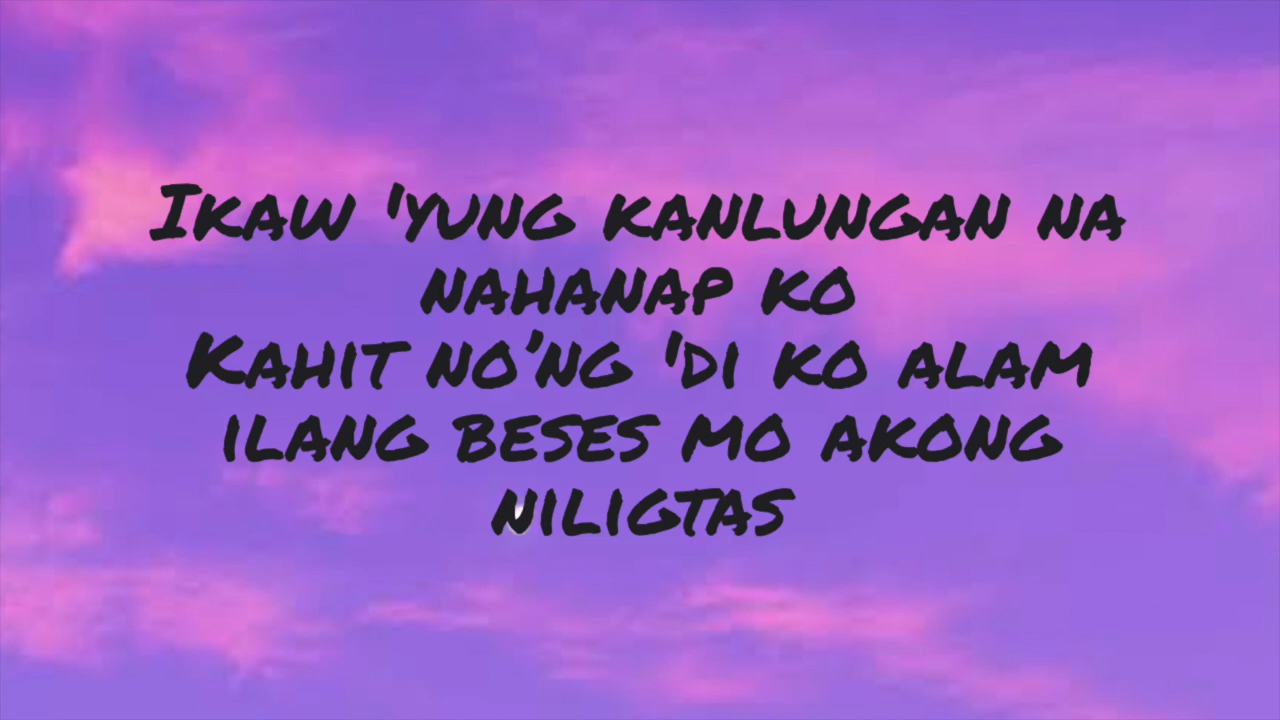 Ikaw 'yung kanlungan na
nahanap ko
Kahit no'ng 'di ko alam
ilang beses mo akong
niligtas